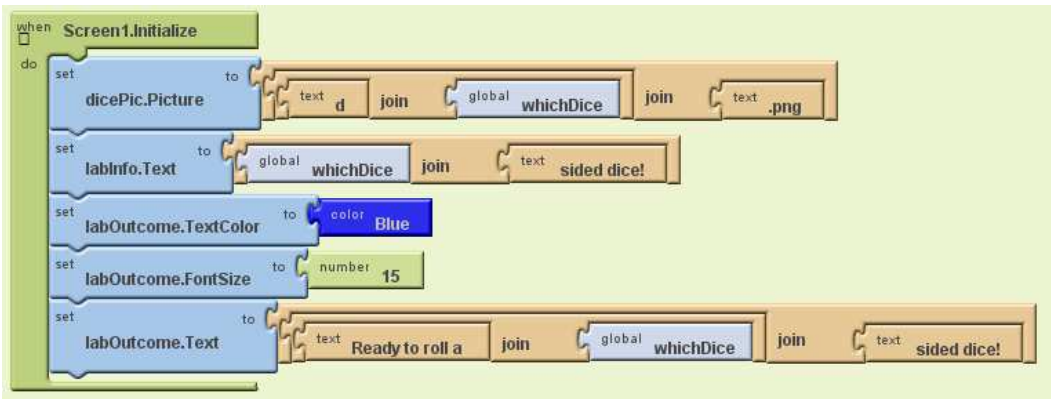 when Screen1.Initialize
do
set dicePic.Picture to text d join global whichDice join text .png
set labInfo.Text to global whichDice join text sided dice!
set labOutcome.TextColor to color Blue
set labOutcome.FontSize to number 15
set labOutcome.Text to text Ready to roll a join global whichDice join text sided dice!